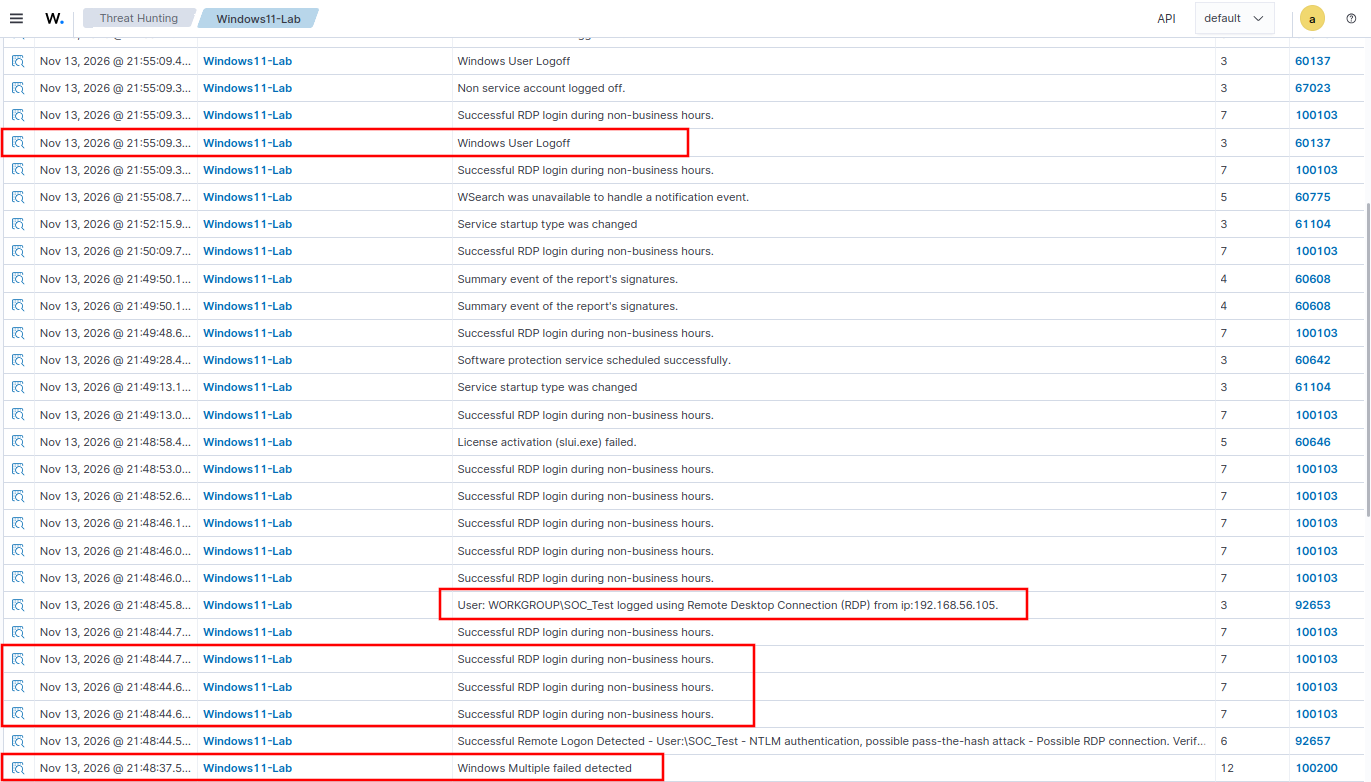 W. Threat Hunting Windows11-Lab API default a
Nov 13, 2026 @ 21:55:09.4... Windows11-Lab Windows User Logoff 3 60137
Nov 13, 2026 @ 21:55:09.3... Windows11-Lab Non service account logged off. 3 67023
Nov 13, 2026 @ 21:55:09.3... Windows11-Lab Successful RDP login during non-business hours. 7 100103
Nov 13, 2026 @ 21:55:09.3... Windows11-Lab Windows User Logoff 3 60137
Nov 13, 2026 @ 21:55:09.3... Windows11-Lab Successful RDP login during non-business hours. 7 100103
Nov 13, 2026 @ 21:55:08.7... Windows11-Lab WSearch was unavailable to handle a notification event. 5 60775
Nov 13, 2026 @ 21:52:15.9... Windows11-Lab Service startup type was changed 3 61104
Nov 13, 2026 @ 21:50:09.7... Windows11-Lab Successful RDP login during non-business hours. 7 100103
Nov 13, 2026 @ 21:49:50.1... Windows11-Lab Summary event of the report's signatures. 4 60608
Nov 13, 2026 @ 21:49:50.1... Windows11-Lab Summary event of the report's signatures. 4 60608
Nov 13, 2026 @ 21:49:48.6... Windows11-Lab Successful RDP login during non-business hours. 7 100103
Nov 13, 2026 @ 21:49:28.4... Windows11-Lab Software protection service scheduled successfully. 3 60642
Nov 13, 2026 @ 21:49:13.1... Windows11-Lab Service startup type was changed 3 61104
Nov 13, 2026 @ 21:49:13.0... Windows11-Lab Successful RDP login during non-business hours. 7 100103
Nov 13, 2026 @ 21:48:58.4... Windows11-Lab License activation (slui.exe) failed. 5 60646
Nov 13, 2026 @ 21:48:53.0... Windows11-Lab Successful RDP login during non-business hours. 7 100103
Nov 13, 2026 @ 21:48:52.6... Windows11-Lab Successful RDP login during non-business hours. 7 100103
Nov 13, 2026 @ 21:48:46.1... Windows11-Lab Successful RDP login during non-business hours. 7 100103
Nov 13, 2026 @ 21:48:46.0... Windows11-Lab Successful RDP login during non-business hours. 7 100103
Nov 13, 2026 @ 21:48:46.0... Windows11-Lab Successful RDP login during non-business hours. 7 100103
Nov 13, 2026 @ 21:48:45.8... Windows11-Lab User: WORKGROUP\SOC_Test logged using Remote Desktop Connection (RDP) from ip:192.168.56.105. 3 92653
Nov 13, 2026 @ 21:48:44.7... Windows11-Lab Successful RDP login during non-business hours. 7 100103
Nov 13, 2026 @ 21:48:44.7... Windows11-Lab Successful RDP login during non-business hours. 7 100103
Nov 13, 2026 @ 21:48:44.6... Windows11-Lab Successful RDP login during non-business hours. 7 100103
Nov 13, 2026 @ 21:48:44.6... Windows11-Lab Successful RDP login during non-business hours. 7 100103
Nov 13, 2026 @ 21:48:44.5... Windows11-Lab Successful Remote Logon Detected - User:\SOC_Test - NTLM authentication, possible pass-the-hash attack - Possible RDP connection. Verif... 6 92657
Nov 13, 2026 @ 21:48:37.5... Windows11-Lab Windows Multiple failed detected 12 100200